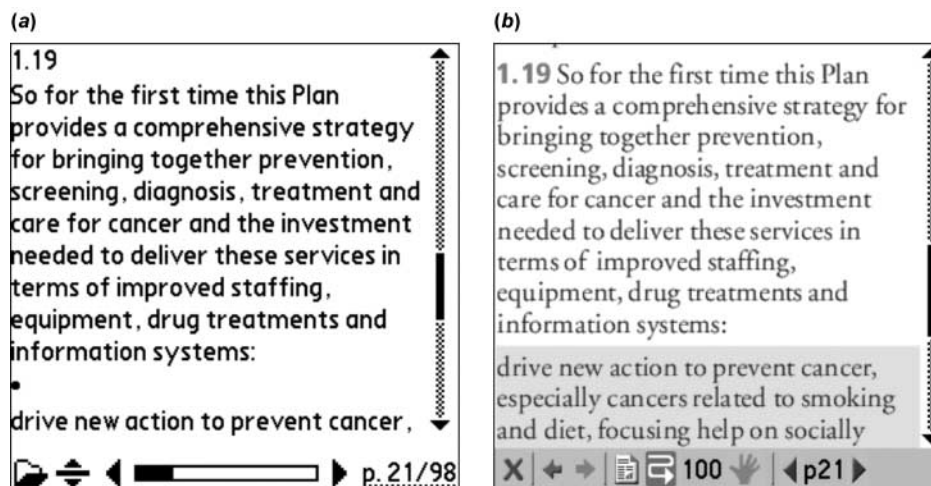 (a)
1.19
So for the first time this Plan
provides a comprehensive strategy
for bringing together prevention,
screening, diagnosis, treatment and
care for cancer and the investment
needed to deliver these services in
terms of improved staffing,
equipment, drug treatments and
information systems:
•
drive new action to prevent cancer,
p. 21/98
(b)
1.19 So for the first time this Plan
provides a comprehensive strategy for
bringing together prevention,
screening, diagnosis, treatment and
care for cancer and the investment
needed to deliver these services in
terms of improved staffing,
equipment, drug treatments and
information systems:
drive new action to prevent cancer,
especially cancers related to smoking
and diet, focusing help on socially
X 100 p21